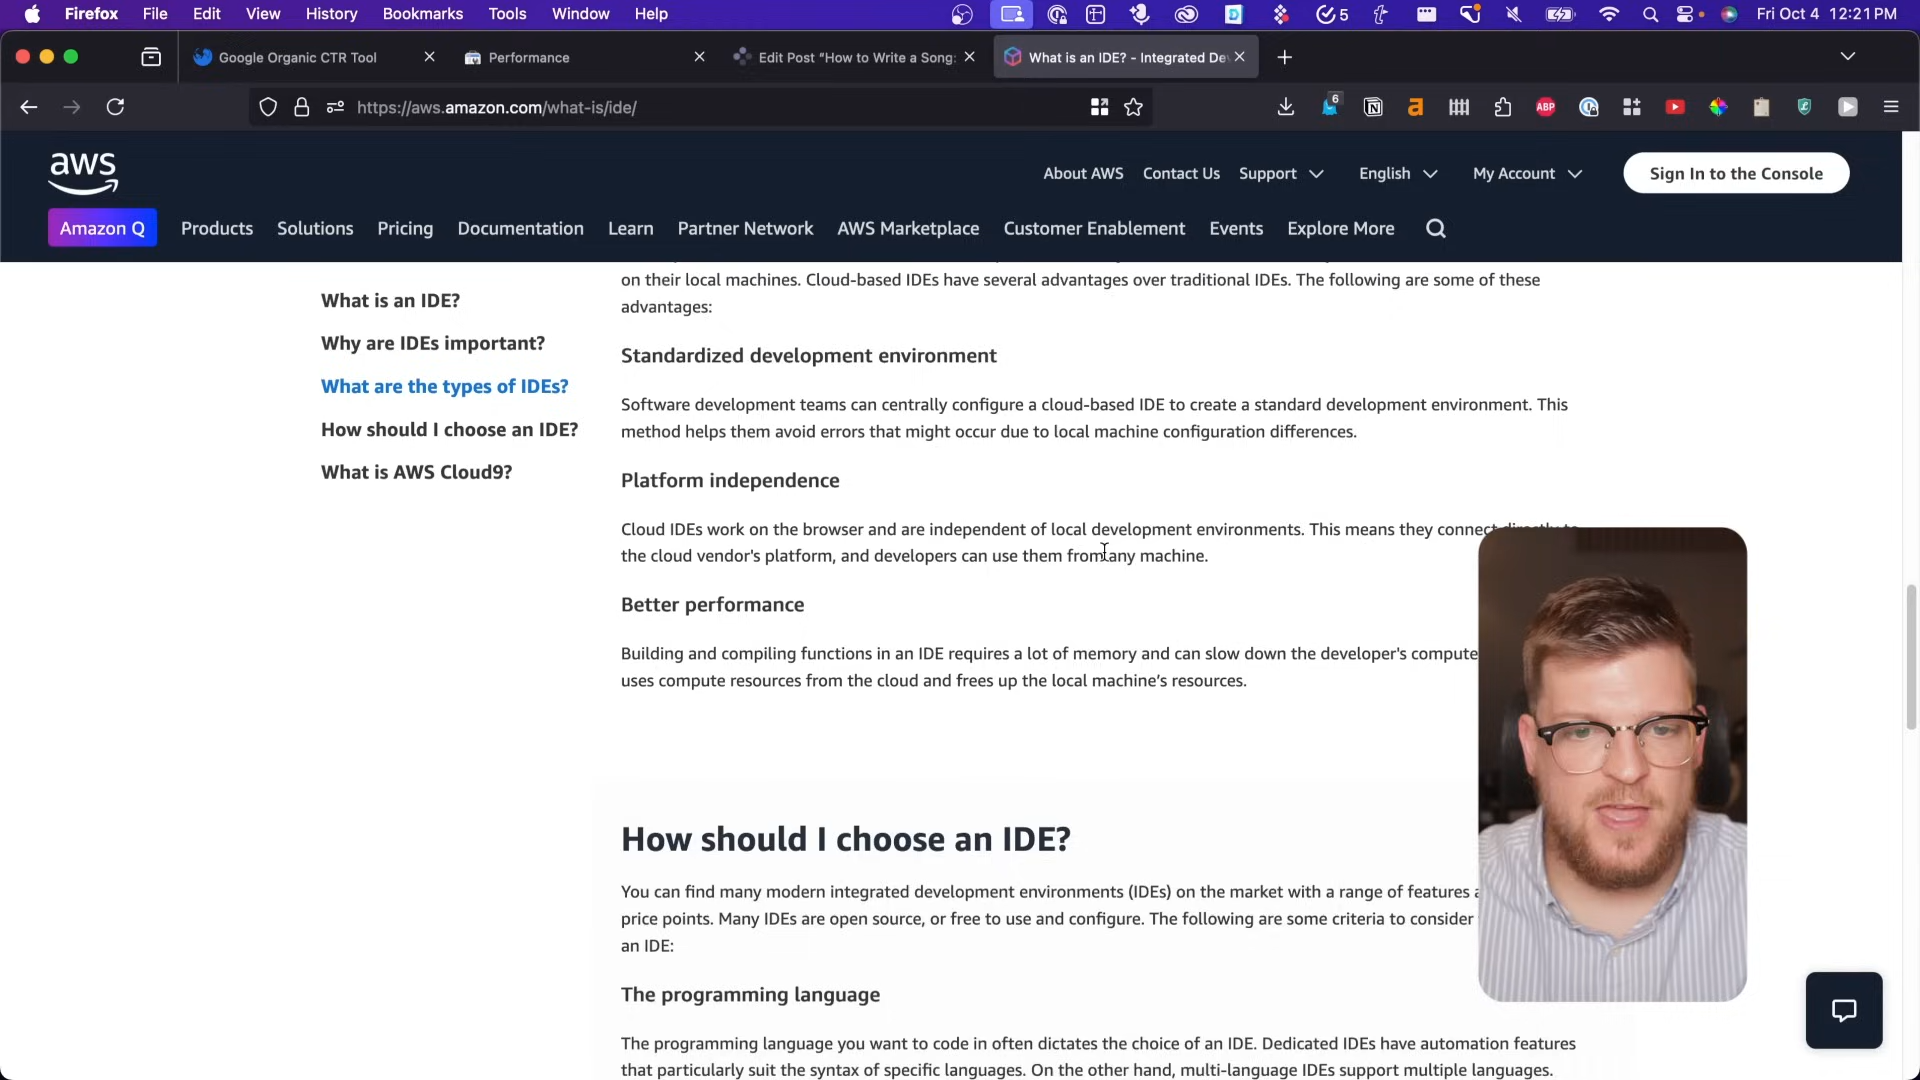 Firefox File Edit View History Bookmarks Tools Window Help 5 Fri Oct 4 12:21 PM
Google Organic CTR Tool Performance Edit Post “How to Write a Song: What is an IDE? - Integrated De
https://aws.amazon.com/what-is/ide/ 6 ABP
aws About AWS Contact Us Support English My Account Sign In to the Console
Amazon Q Products Solutions Pricing Documentation Learn Partner Network AWS Marketplace Customer Enablement Events Explore More
What is an IDE?
Why are IDEs important?
What are the types of IDEs?
How should I choose an IDE?
What is AWS Cloud9?
on their local machines. Cloud-based IDEs have several advantages over traditional IDEs. The following are some of these
advantages:
Standardized development environment
Software development teams can centrally configure a cloud-based IDE to create a standard development environment. This
method helps them avoid errors that might occur due to local machine configuration differences.
Platform independence
Cloud IDEs work on the browser and are independent of local development environments. This means they connect directly to
the cloud vendor's platform, and developers can use them from any machine.
Better performance
Building and compiling functions in an IDE requires a lot of memory and can slow down the developer's compute
uses compute resources from the cloud and frees up the local machine’s resources.
How should I choose an IDE?
You can find many modern integrated development environments (IDEs) on the market with a range of features
price points. Many IDEs are open source, or free to use and configure. The following are some criteria to consider
an IDE:
The programming language
The programming language you want to code in often dictates the choice of an IDE. Dedicated IDEs have automation features
that particularly suit the syntax of specific languages. On the other hand, multi-language IDEs support multiple languages.